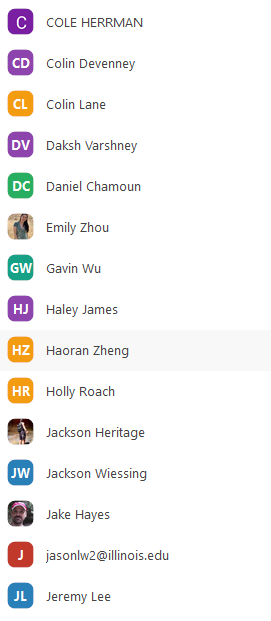 C COLE HERRMAN
CD Colin Devenney
CL Colin Lane
DV Daksh Varshney
DC Daniel Chamoun
Emily Zhou
GW Gavin Wu
HJ Haley James
HZ Haoran Zheng
HR Holly Roach
Jackson Heritage
JW Jackson Wiessing
Jake Hayes
J jasonlw2@illinois.edu
JL Jeremy Lee